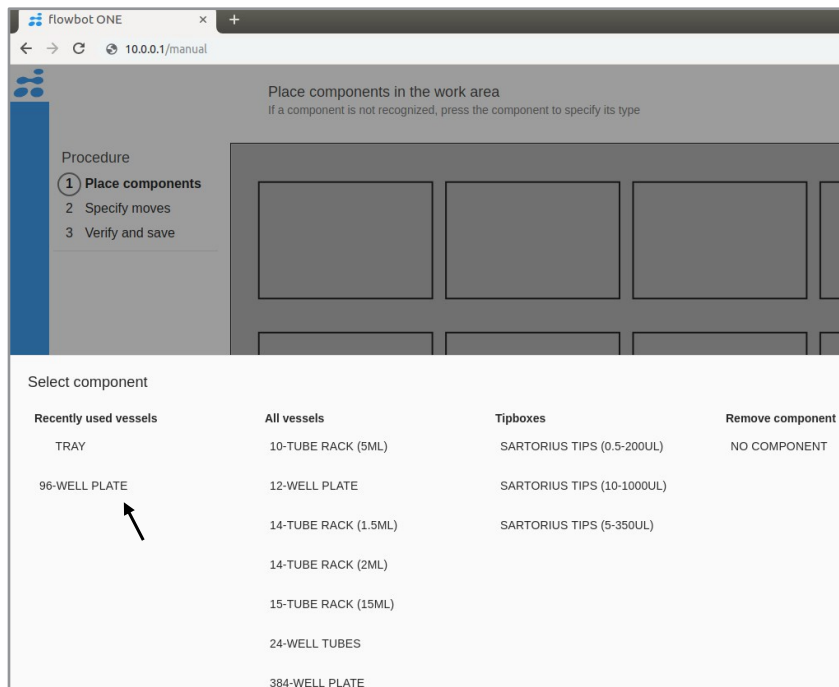 flowbot ONE
10.0.0.1/manual
Place components in the work area
If a component is not recognized, press the component to specify its type
Procedure
1 Place components
2 Specify moves
3 Verify and save
Select component
Recently used vessels
TRAY
96-WELL PLATE
All vessels
10-TUBE RACK (5ML)
12-WELL PLATE
14-TUBE RACK (1.5ML)
14-TUBE RACK (2ML)
15-TUBE RACK (15ML)
24-WELL TUBES
384-WELL PLATE
Tipboxes
SARTORIUS TIPS (0.5-200UL)
SARTORIUS TIPS (10-1000UL)
SARTORIUS TIPS (5-350UL)
Remove component
NO COMPONENT